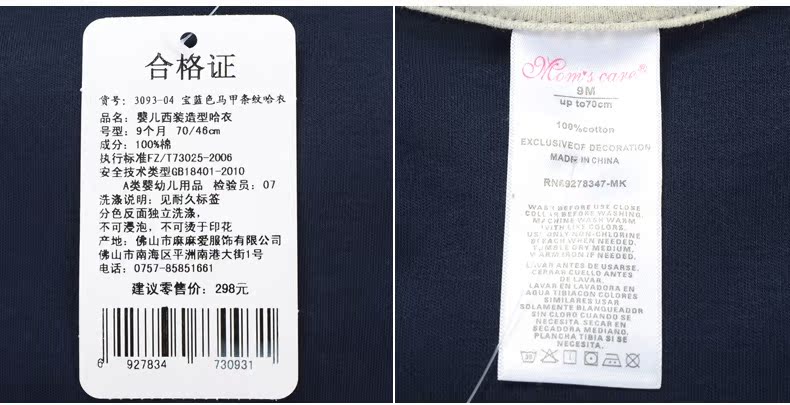 合格证
货号: 3093-04 宝蓝色马甲条纹哈衣
品名: 婴儿西装造型哈衣
号型: 9个月 70/46cm
成分: 100%棉
执行标准FZ/T73025-2006
安全技术类型GB18401-2010
A类婴幼儿用品 检验员: 07
洗涤说明: 见耐久标签
分色反面独立洗涤,
不可浸泡, 不可烫于印花
产地: 佛山市麻麻爱服饰有限公司
佛山市南海区平洲南港大街1号
电话: 0757-85851661
建议零售价: 298元
6 927834 730931
Mom's care®
9M
up to70cm
100%cotton
EXCLUSIVEOF DECORATION
MADE IN CHINA
RN#9278347-MK
WASH BEFORE USE CLOSE
COLLAR BEFORE WASHING.
MACHINE WASH WARM
WITH LIKE COLORS.
USE ONLY NON-CHLORINE
BLEACH WHEN NEEDED.
TUMBLE DRY MEDIUM.
WARM IRON IF NEEDED.
LAVAR ANTES DE USARSE.
CERRAR CUELLO ANTES
DE LAVAR.
LAVAR EN LAVADORA EN
AGUA TIBIACON COLORES
SIMILARES USAR
SOLAMENTE BLANQUEADOR
SIN CLORO CUANDO SE
NECESITA SECAR EN
SECADORA MEDIANO.
PLANCHA TIBIA SI SE
NECESITA.